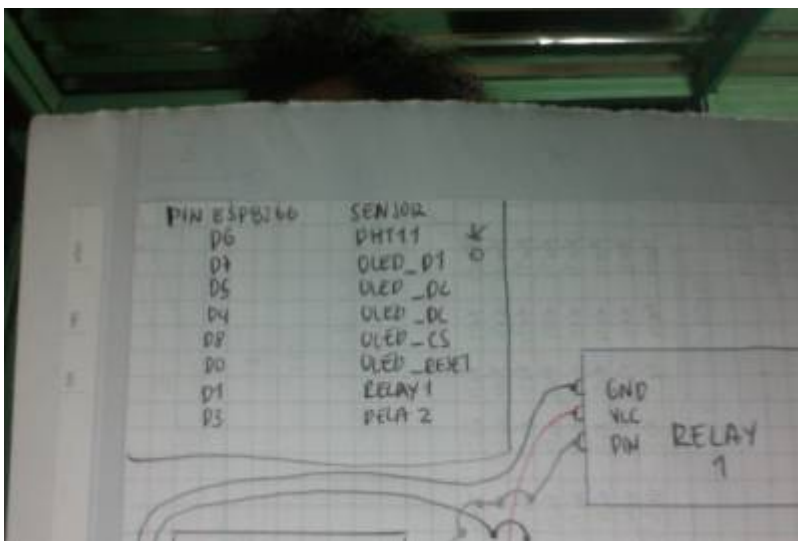 PIN ESP8266 SENSOR
D6 DHT11
D7 OLED_D1
D5 OLED_DC
D4 OLED_DC
D8 OLED_CS
D0 OLED_RESET
D1 RELAY 1
D3 RELA 2
GND
VCC
PIN
RELAY
1